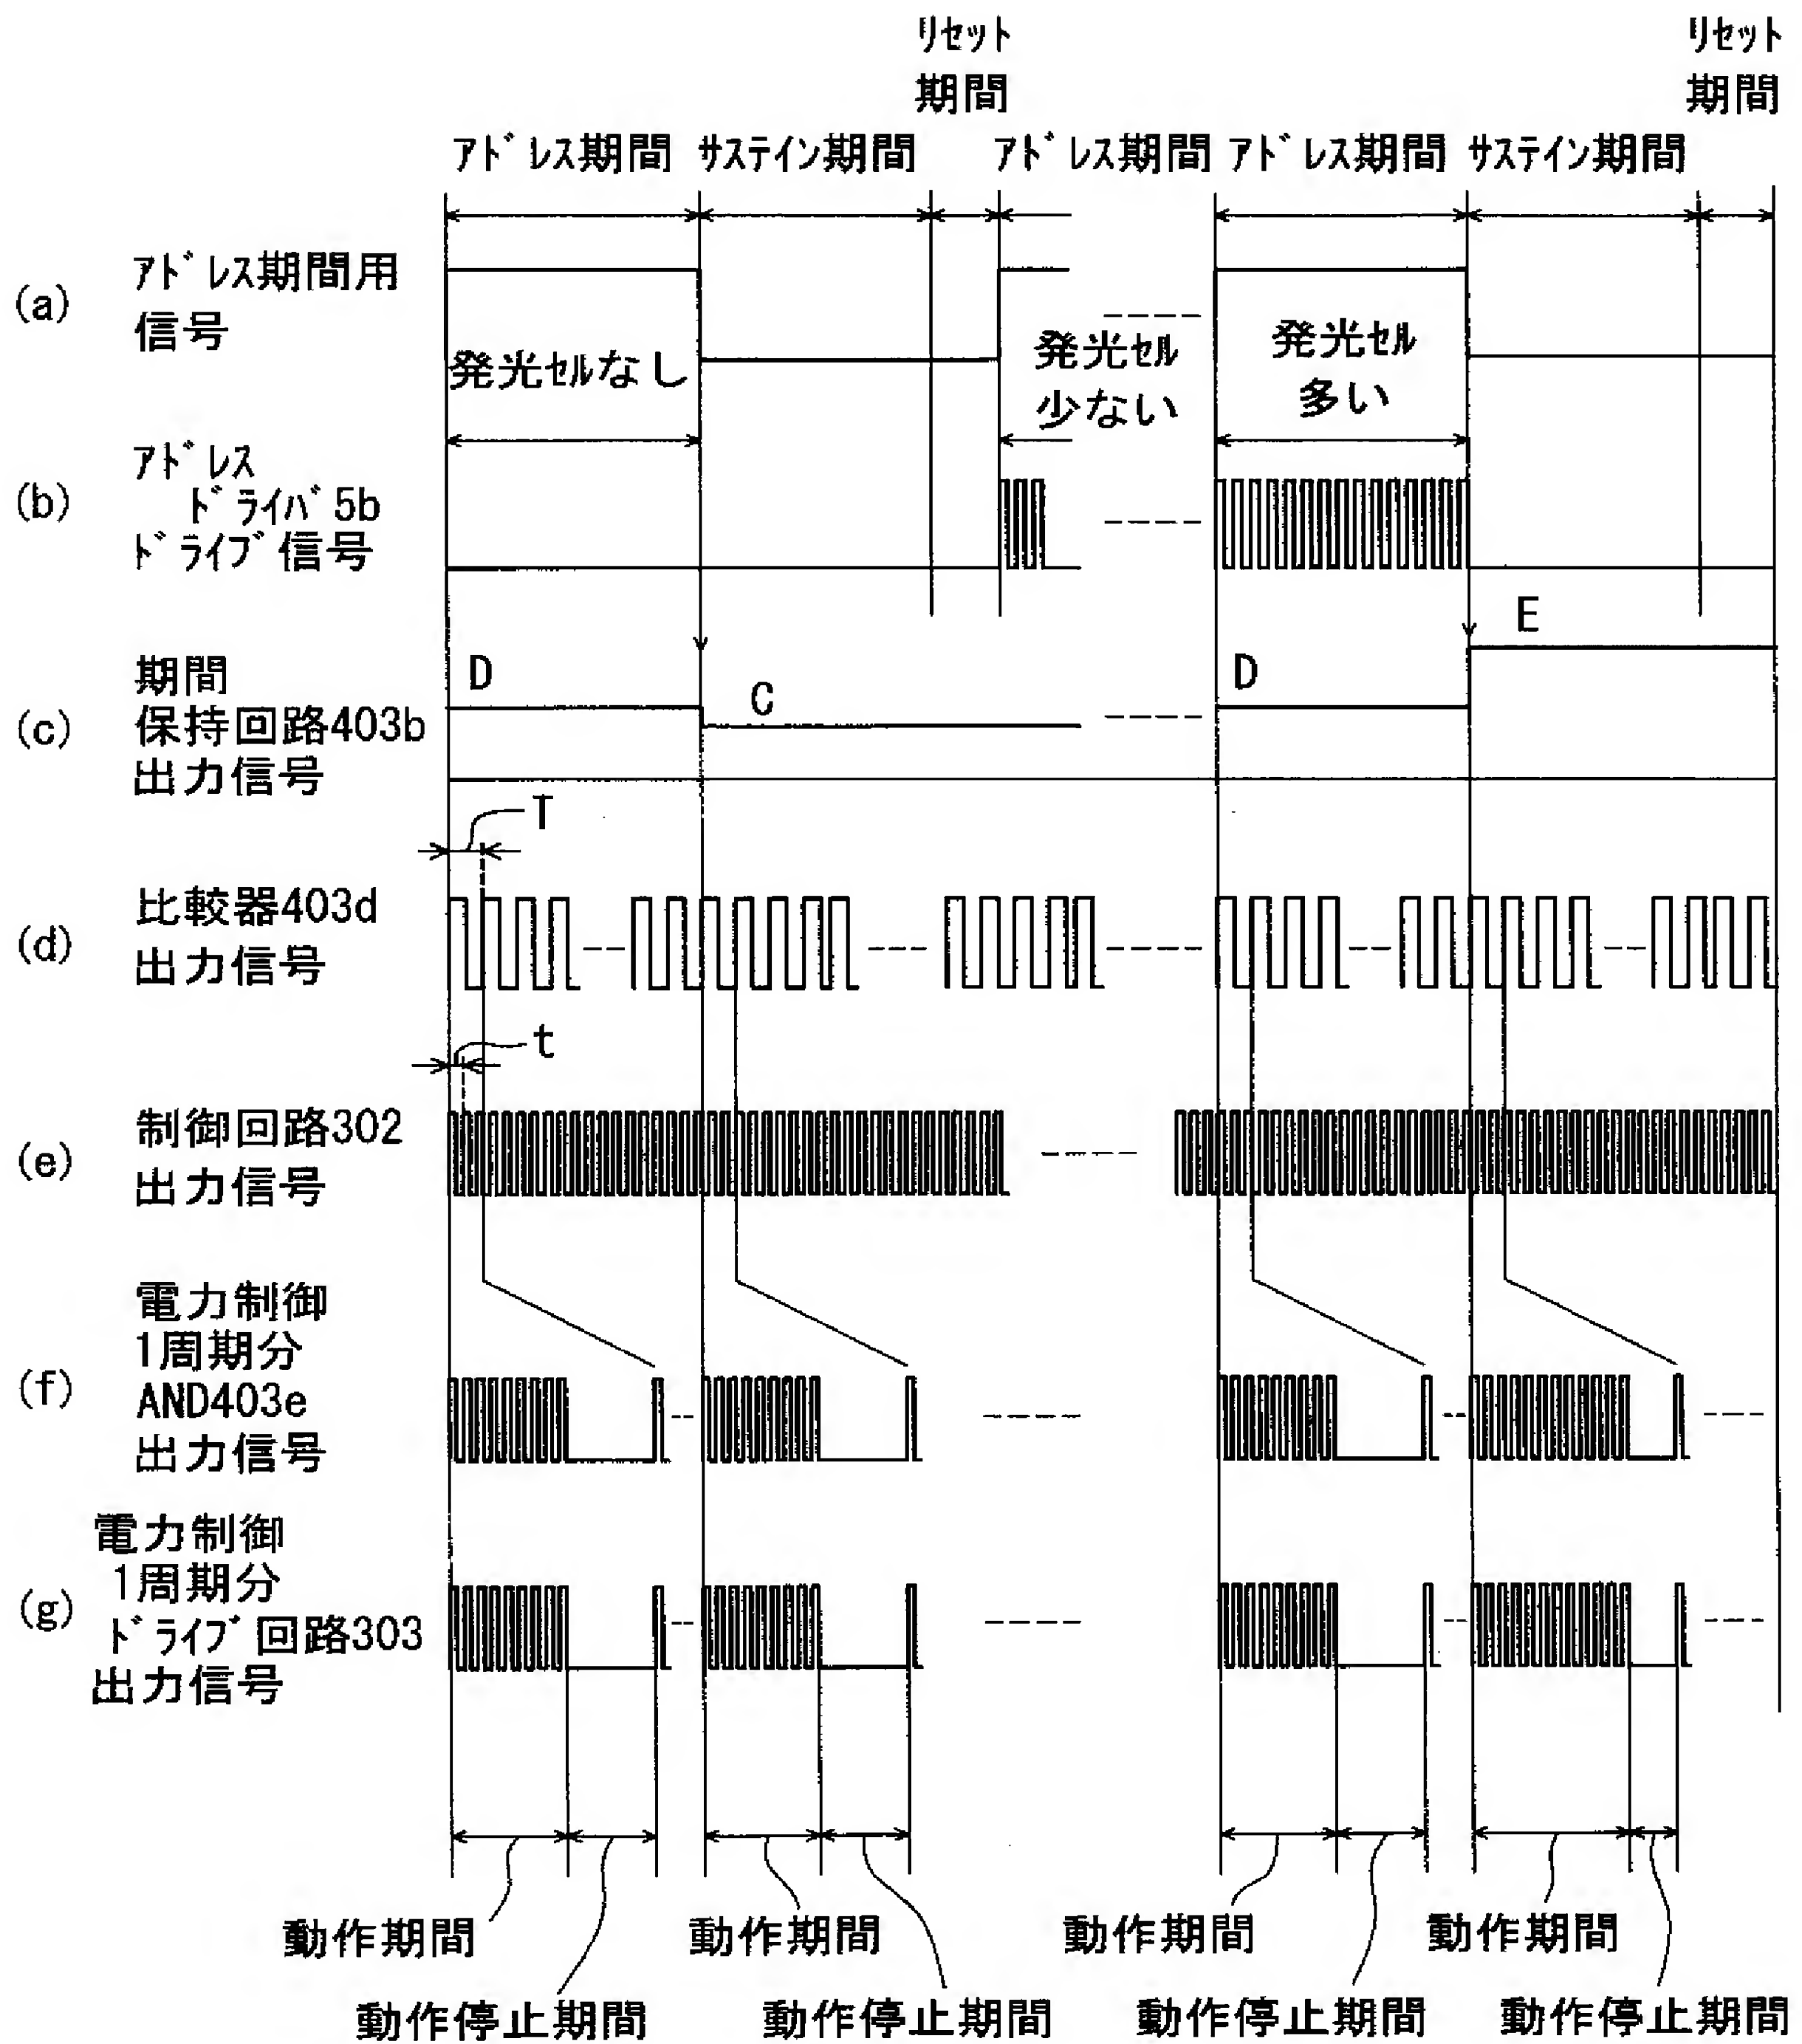 リセット リセット
期間 期間
アドレス期間 サステイン期間 アドレス期間 アドレス期間 サステイン期間
(a) アドレス期間用
信号
発光セルなし
発光セル
少ない
発光セル
多い
(b) アドレス
ドライバ5b
ドライブ信号
(c) 期間
保持回路403b
出力信号
D C D E
T
(d) 比較器403d
出力信号
t
(e) 制御回路302
出力信号
(f) 電力制御
1周期分
AND403e
出力信号
(g) 電力制御
1周期分
ドライブ回路303
出力信号
動作期間 動作期間 動作期間 動作期間
動作停止期間 動作停止期間 動作停止期間 動作停止期間